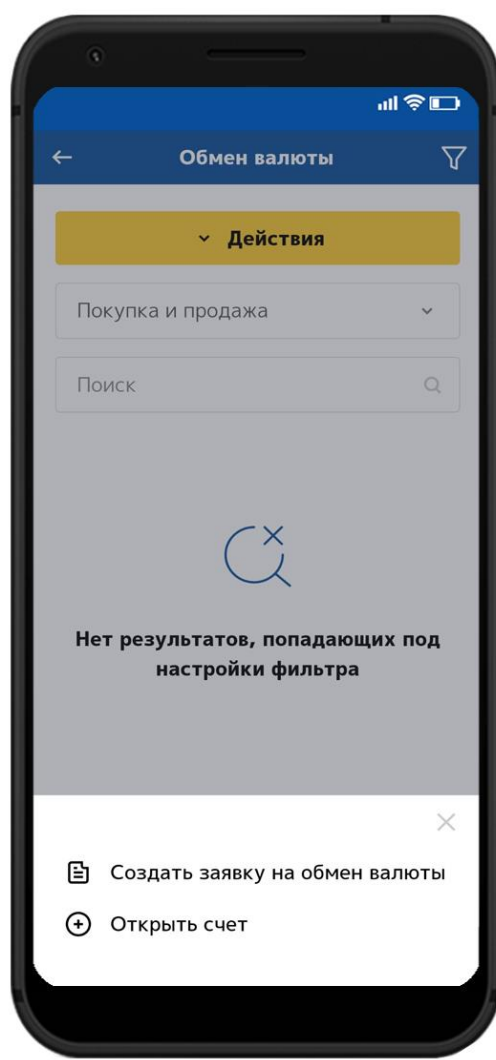 Обмен валюты
Действия
Покупка и продажа
Поиск
Нет результатов, попадающих под
настройки фильтра
Создать заявку на обмен валюты
Открыть счет